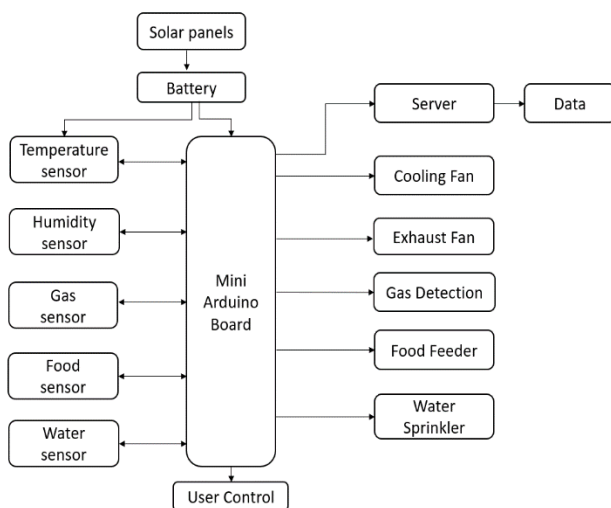 Solar panels
Battery
Server
Data
Temperature
sensor
Cooling Fan
Humidity
sensor
Exhaust Fan
Mini
Arduino
Board
Gas
sensor
Gas Detection
Food
sensor
Food Feeder
Water
sensor
Water
Sprinkler
User Control